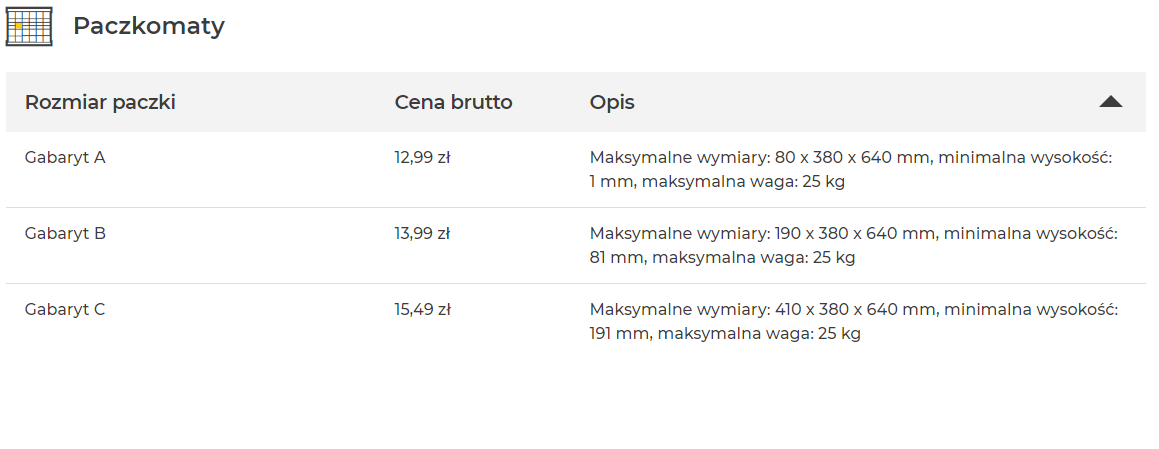 Paczkomaty
Rozmiar paczki Cena brutto Opis
Gabaryt A 12,99 zł Maksymalne wymiary: 80 x 380 x 640 mm, minimalna wysokość:
1 mm, maksymalna waga: 25 kg
Gabaryt B 13,99 zł Maksymalne wymiary: 190 x 380 x 640 mm, minimalna wysokość:
81 mm, maksymalna waga: 25 kg
Gabaryt C 15,49 zł Maksymalne wymiary: 410 x 380 x 640 mm, minimalna wysokość:
191 mm, maksymalna waga: 25 kg